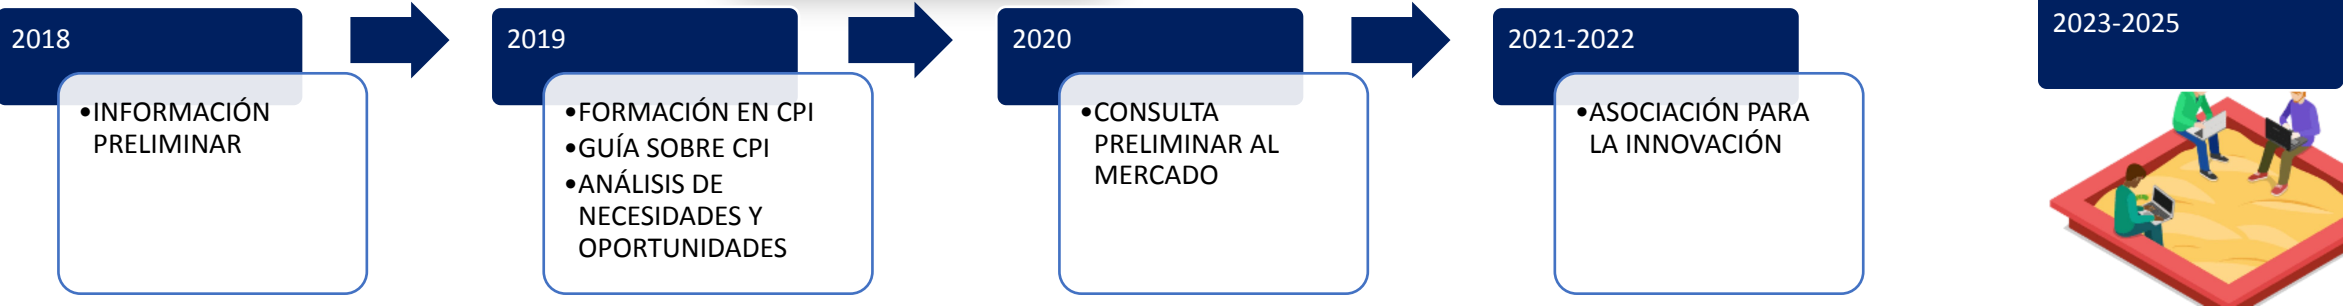 2018
•INFORMACIÓN
PRELIMINAR
2019
•FORMACIÓN EN CPI
•GUÍA SOBRE CPI
•ANÁLISIS DE
NECESIDADES Y
OPORTUNIDADES
2020
•CONSULTA
PRELIMINAR AL
MERCADO
2021-2022
•ASOCIACIÓN PARA
LA INNOVACIÓN
2023-2025